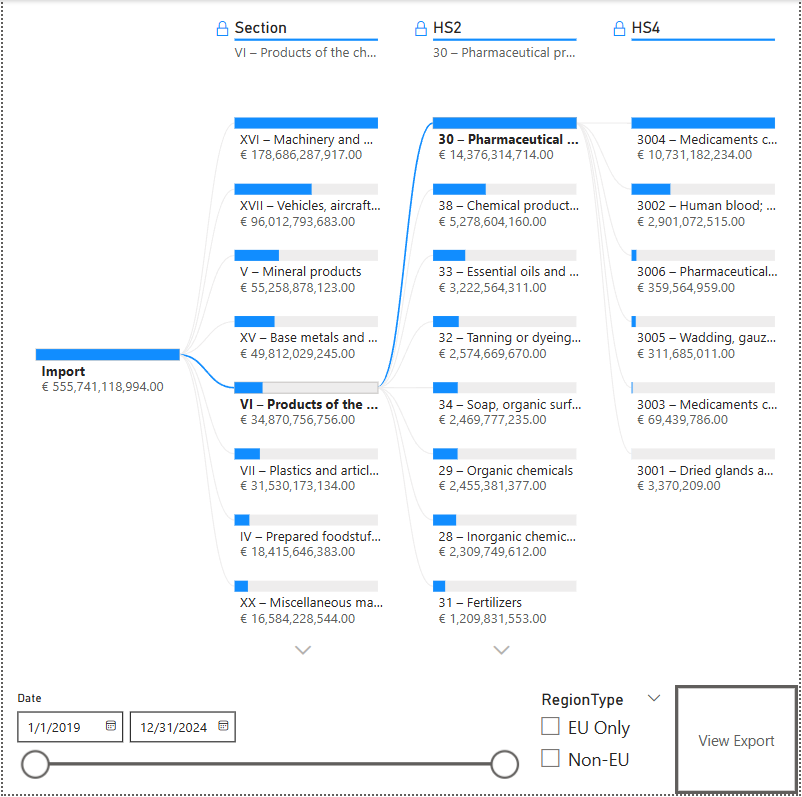 Section
VI – Products of the ch...
HS2
30 – Pharmaceutical pr...
HS4
Import
€ 555,741,118,994.00
XVI – Machinery and ...
€ 178,686,287,917.00
XVII – Vehicles, aircraft...
€ 96,012,793,683.00
V – Mineral products
€ 55,258,878,123.00
XV – Base metals and ...
€ 49,812,029,245.00
VI – Products of the ...
€ 34,870,756,756.00
VII – Plastics and articl...
€ 31,530,173,134.00
IV – Prepared foodstuf...
€ 18,415,646,383.00
XX – Miscellaneous ma...
€ 16,584,228,544.00
30 – Pharmaceutical ...
€ 14,376,314,714.00
38 – Chemical product...
€ 5,278,604,160.00
33 – Essential oils and ...
€ 3,222,564,311.00
32 – Tanning or dyeing...
€ 2,574,669,670.00
34 – Soap, organic surf...
€ 2,469,777,235.00
29 – Organic chemicals
€ 2,455,381,377.00
28 – Inorganic chemic...
€ 2,309,749,612.00
31 – Fertilizers
€ 1,209,831,553.00
3004 – Medicaments c...
€ 10,731,182,234.00
3002 – Human blood; ...
€ 2,901,072,515.00
3006 – Pharmaceutical...
€ 359,564,959.00
3005 – Wadding, gauz...
€ 311,685,011.00
3003 – Medicaments c...
€ 69,439,786.00
3001 – Dried glands a...
€ 3,370,209.00
Date
1/1/2019
12/31/2024
RegionType
EU Only
Non-EU
View Export